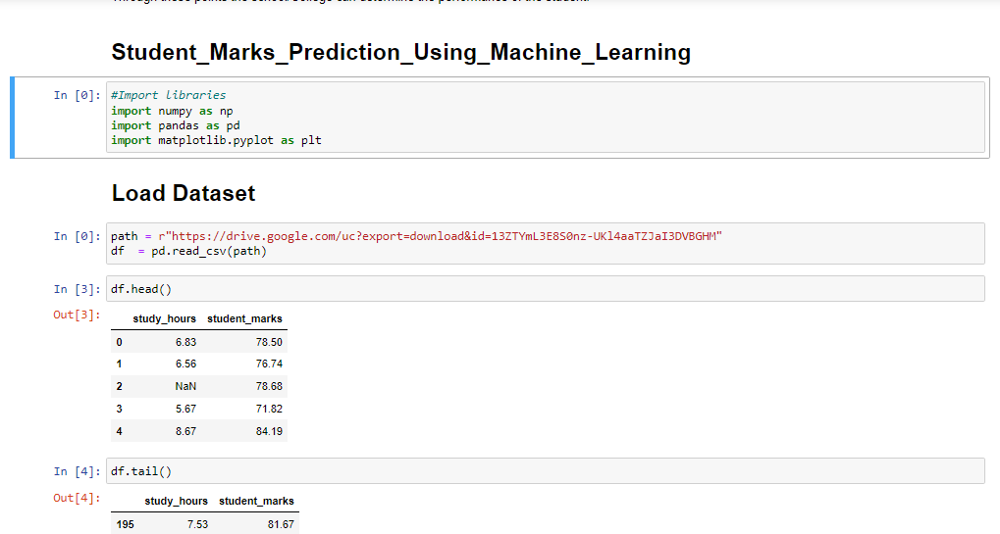 Through these points the school/College can determine the performance of the student.
Student_Marks_Prediction_Using_Machine_Learning
In [0]: #Import libraries
import numpy as np
import pandas as pd
import matplotlib.pyplot as plt
Load Dataset
In [0]: path = r"https://drive.google.com/uc?export=download&id=13ZTYmL3E8S0nz-UKl4aaTZJaI3DVBGHM"
df  = pd.read_csv(path)
In [3]: df.head()
Out[3]:
study_hours student_marks
0 6.83 78.50
1 6.56 76.74
2 NaN 78.68
3 5.67 71.82
4 8.67 84.19
In [4]: df.tail()
Out[4]:
study_hours student_marks
195 7.53 81.67